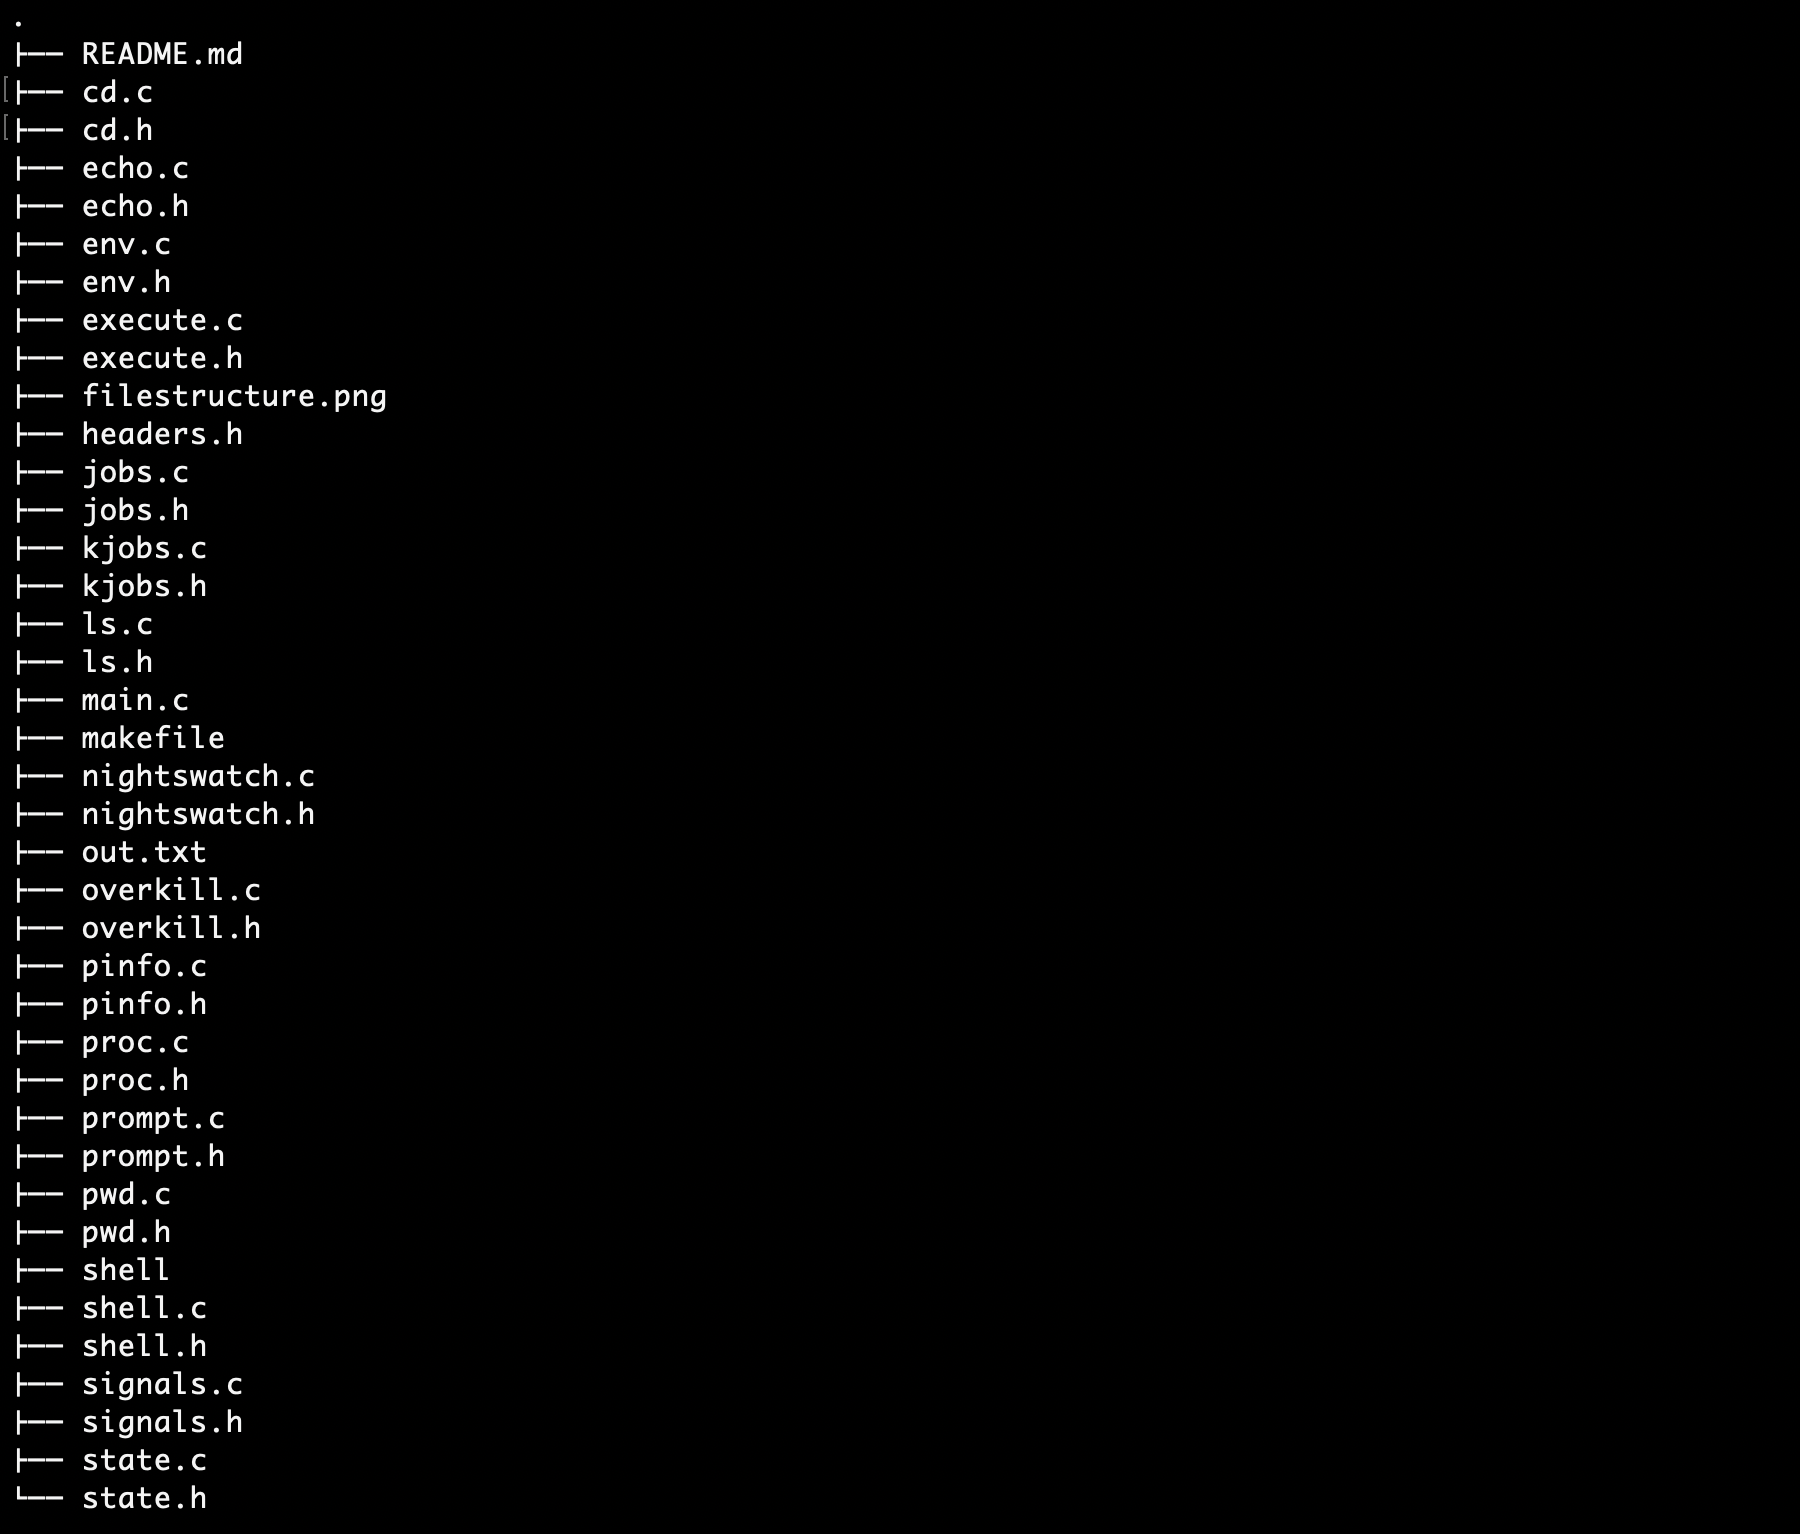 .
├── README.md
├── cd.c
├── cd.h
├── echo.c
├── echo.h
├── env.c
├── env.h
├── execute.c
├── execute.h
├── filestructure.png
├── headers.h
├── jobs.c
├── jobs.h
├── kjobs.c
├── kjobs.h
├── ls.c
├── ls.h
├── main.c
├── makefile
├── nightswatch.c
├── nightswatch.h
├── out.txt
├── overkill.c
├── overkill.h
├── pinfo.c
├── pinfo.h
├── proc.c
├── proc.h
├── prompt.c
├── prompt.h
├── pwd.c
├── pwd.h
├── shell
├── shell.c
├── shell.h
├── signals.c
├── signals.h
├── state.c
└── state.h